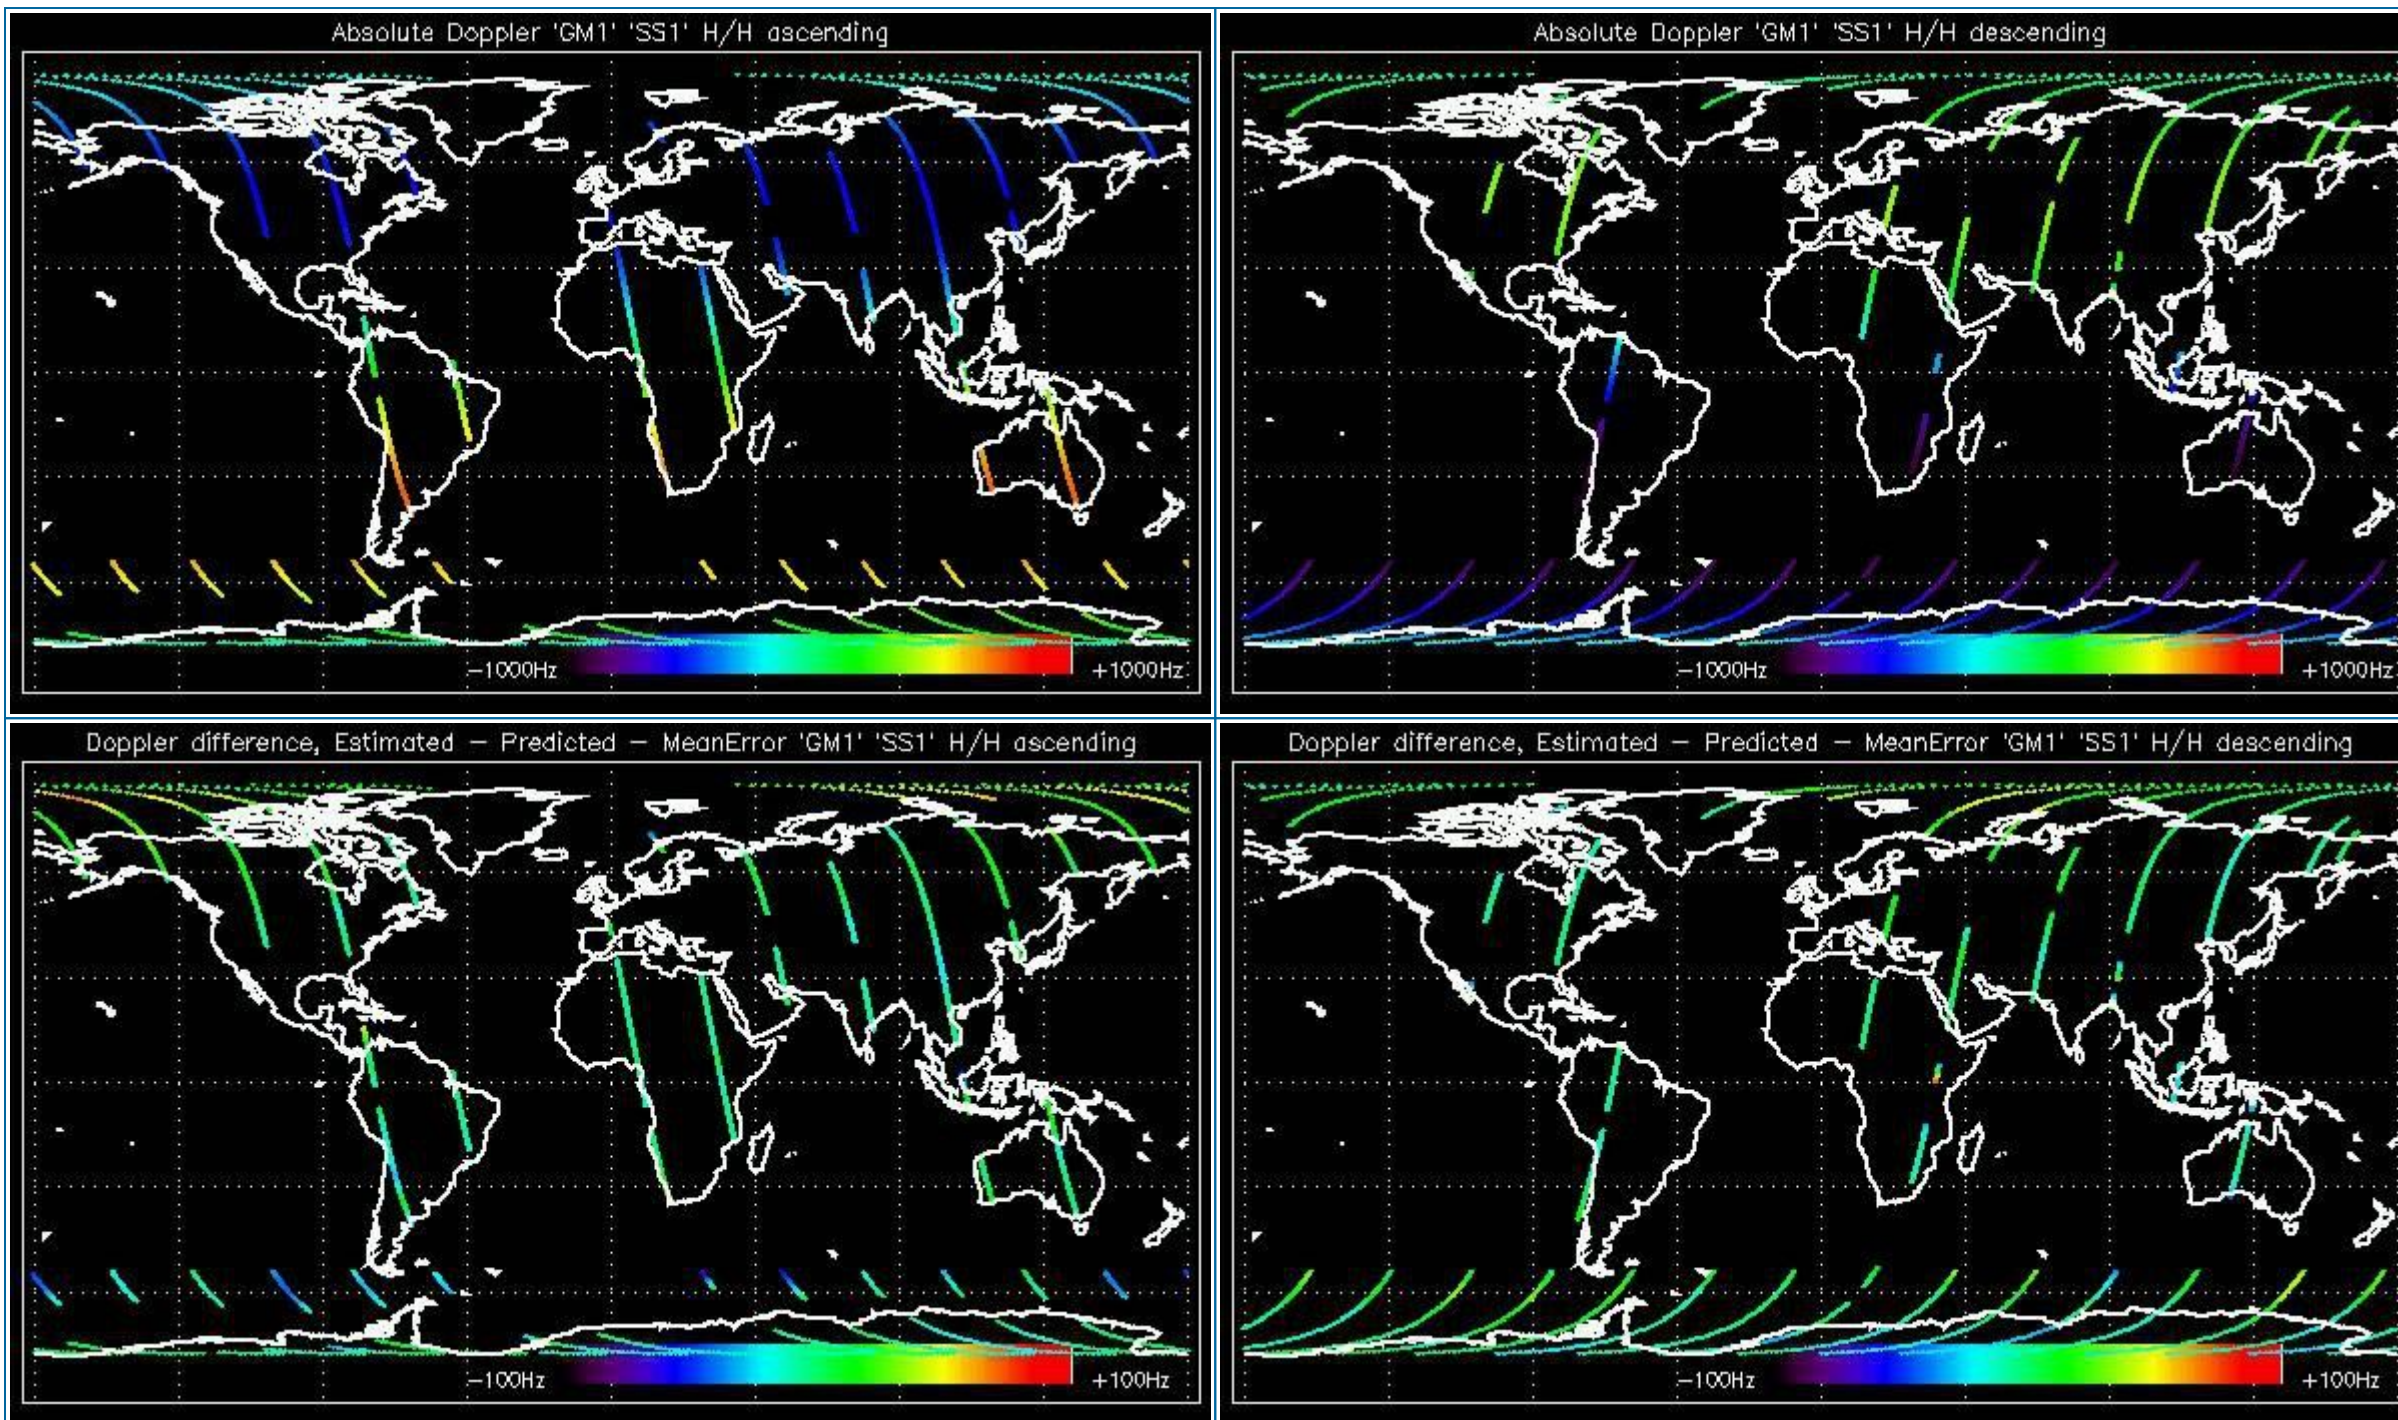 Absolute Doppler 'GM1' 'SS1' H/H ascending
-1000Hz +1000Hz
Absolute Doppler 'GM1' 'SS1' H/H descending
-1000Hz +1000Hz
Doppler difference, Estimated - Predicted - MeanError 'GM1' 'SS1' H/H ascending
-100Hz +100Hz
Doppler difference, Estimated - Predicted - MeanError 'GM1' 'SS1' H/H descending
-100Hz +100Hz